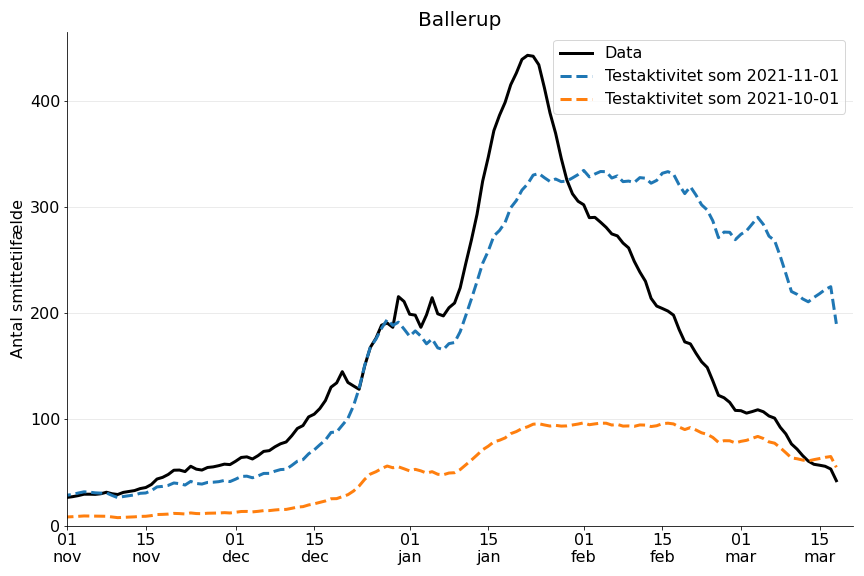 Ballerup
Data
Testaktivitet som 2021-11-01
Testaktivitet som 2021-10-01
Antal smittetilfælde
400
300
200
100
0
01 15 01 15 01 15 01 15 01 15
nov nov dec dec jan jan feb feb mar mar